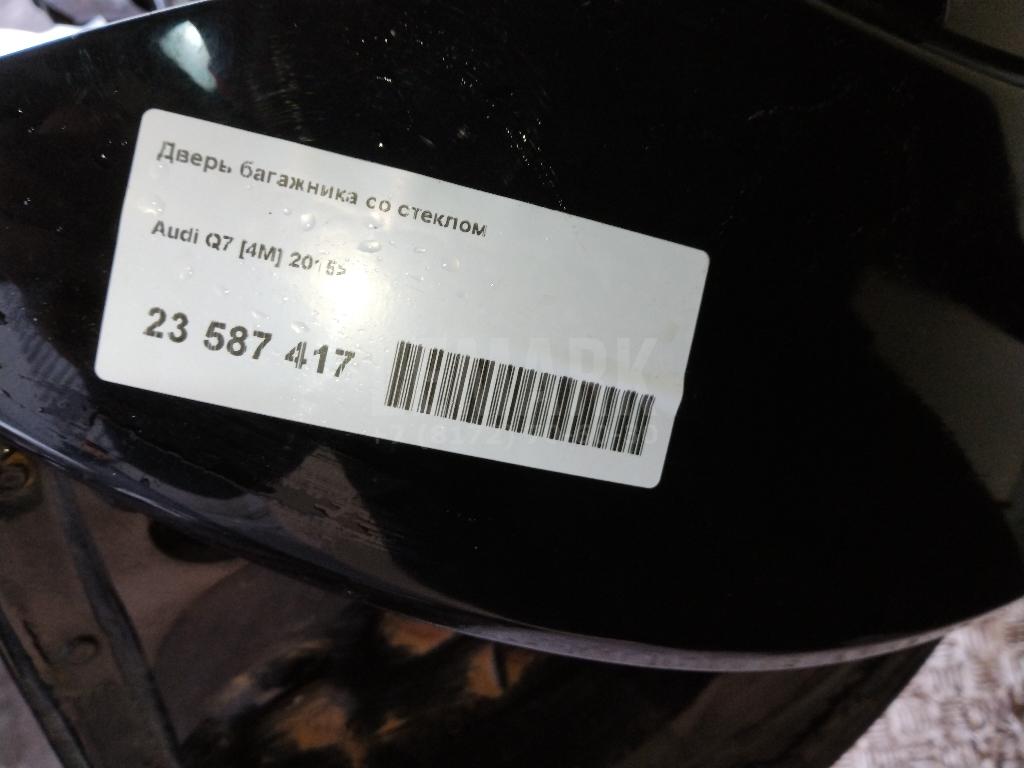 Дверь багажника со стеклом
Audi Q7 [4M] 2015>
23 587 417